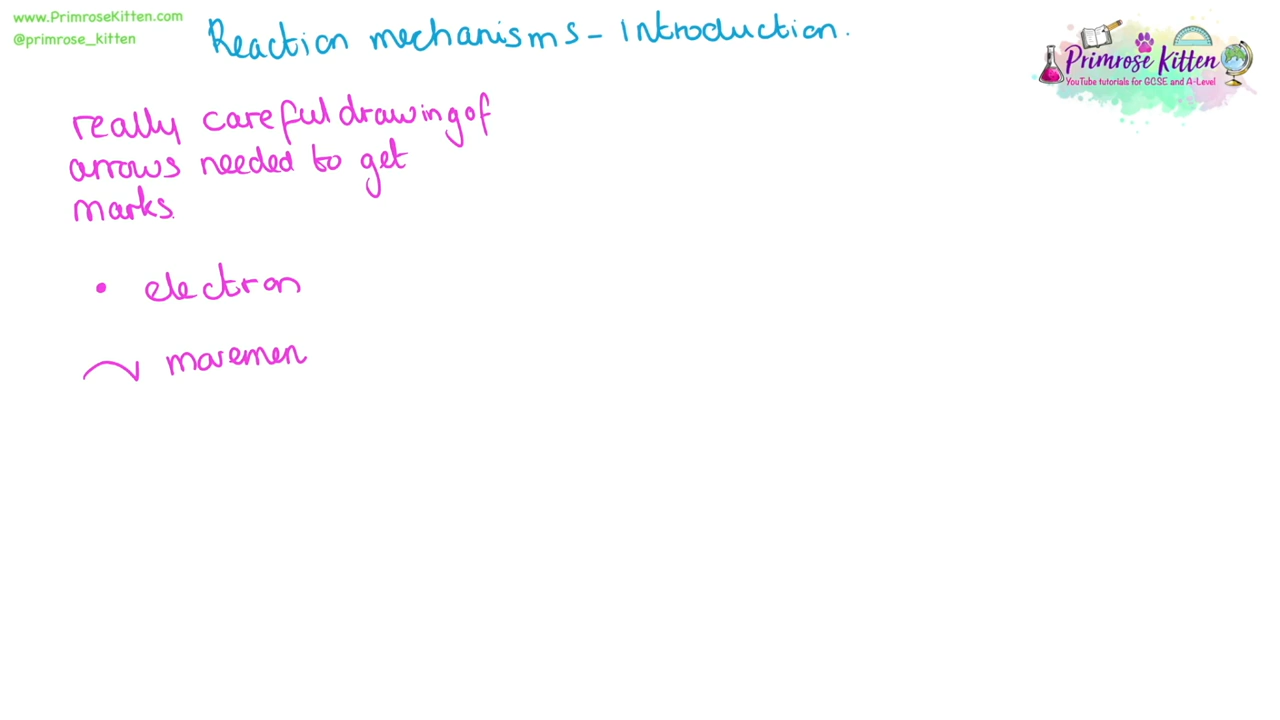 www.PrimroseKitten.com
@primrose_kitten
Reaction mechanisms - Introduction.
Primrose Kitten
YouTube tutorials for GCSE and A-Level
really careful drawing of
arrows needed to get
marks.
• electron
movemen